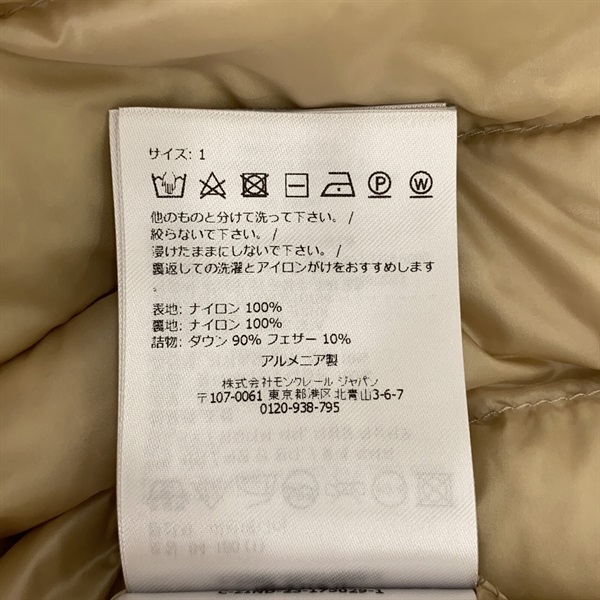 サイズ: 1
P W
他のものと分けて洗って下さい。/
絞らないで下さい。/
浸けたままにしないで下さい。/
裏返しての洗濯とアイロンがけをおすすめします
。
表地: ナイロン 100%
裏地: ナイロン 100%
詰物: ダウン 90% フェザー 10%
アルメニア製
株式会社モンクレール ジャパン
〒107-0061 東京都港区北青山3-6-7
0120-938-795